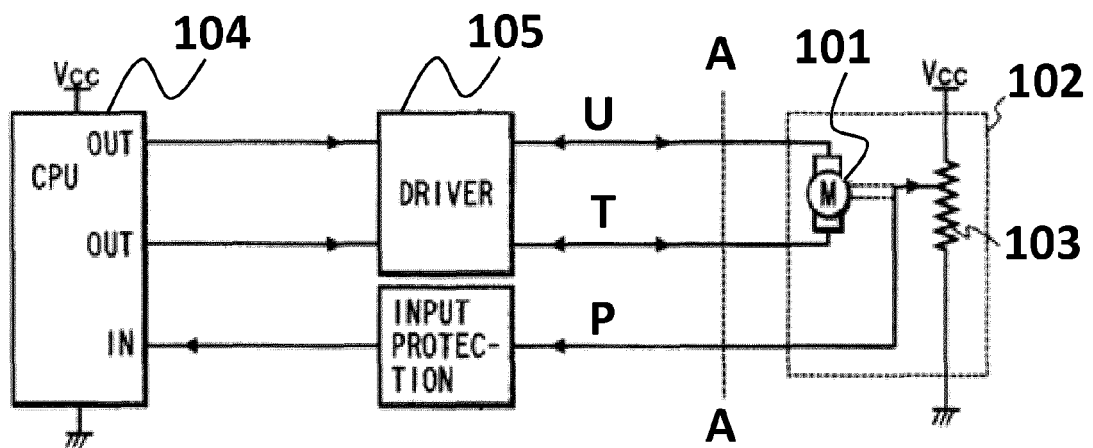 104
105
A
101
Vcc
Vcc
102
OUT
CPU
U
DRIVER
M
OUT
T
103
IN
INPUT
PROTEC-
TION
P
A